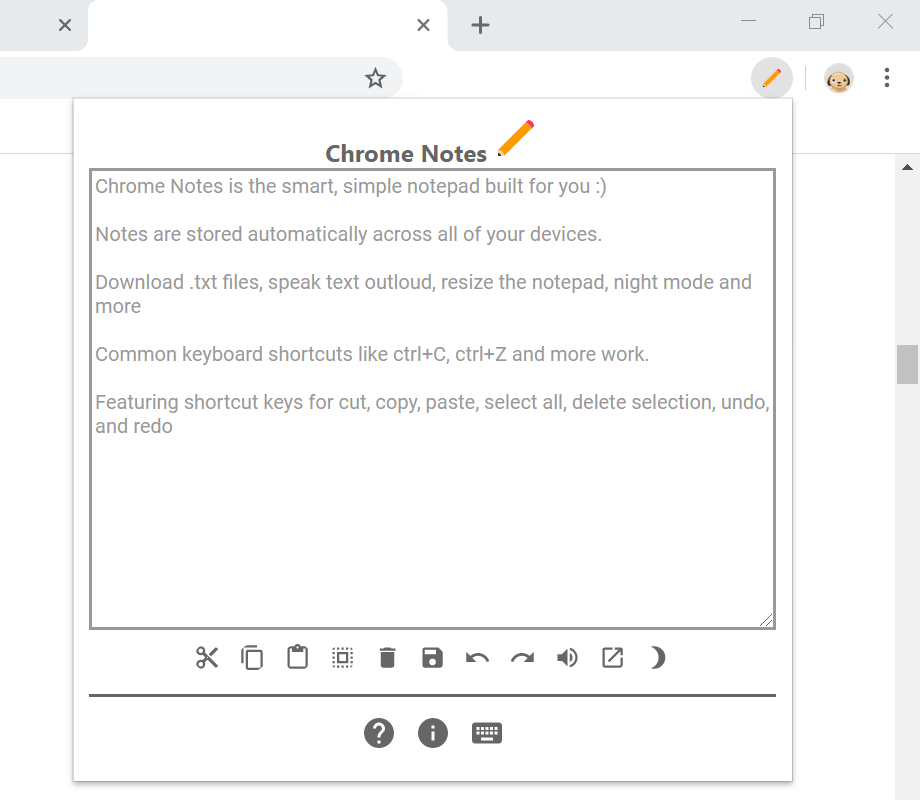 Chrome Notes
Chrome Notes is the smart, simple notepad built for you :)
Notes are stored automatically across all of your devices.
Download .txt files, speak text outloud, resize the notepad, night mode and
more
Common keyboard shortcuts like ctrl+C, ctrl+Z and more work.
Featuring shortcut keys for cut, copy, paste, select all, delete selection, undo,
and redo